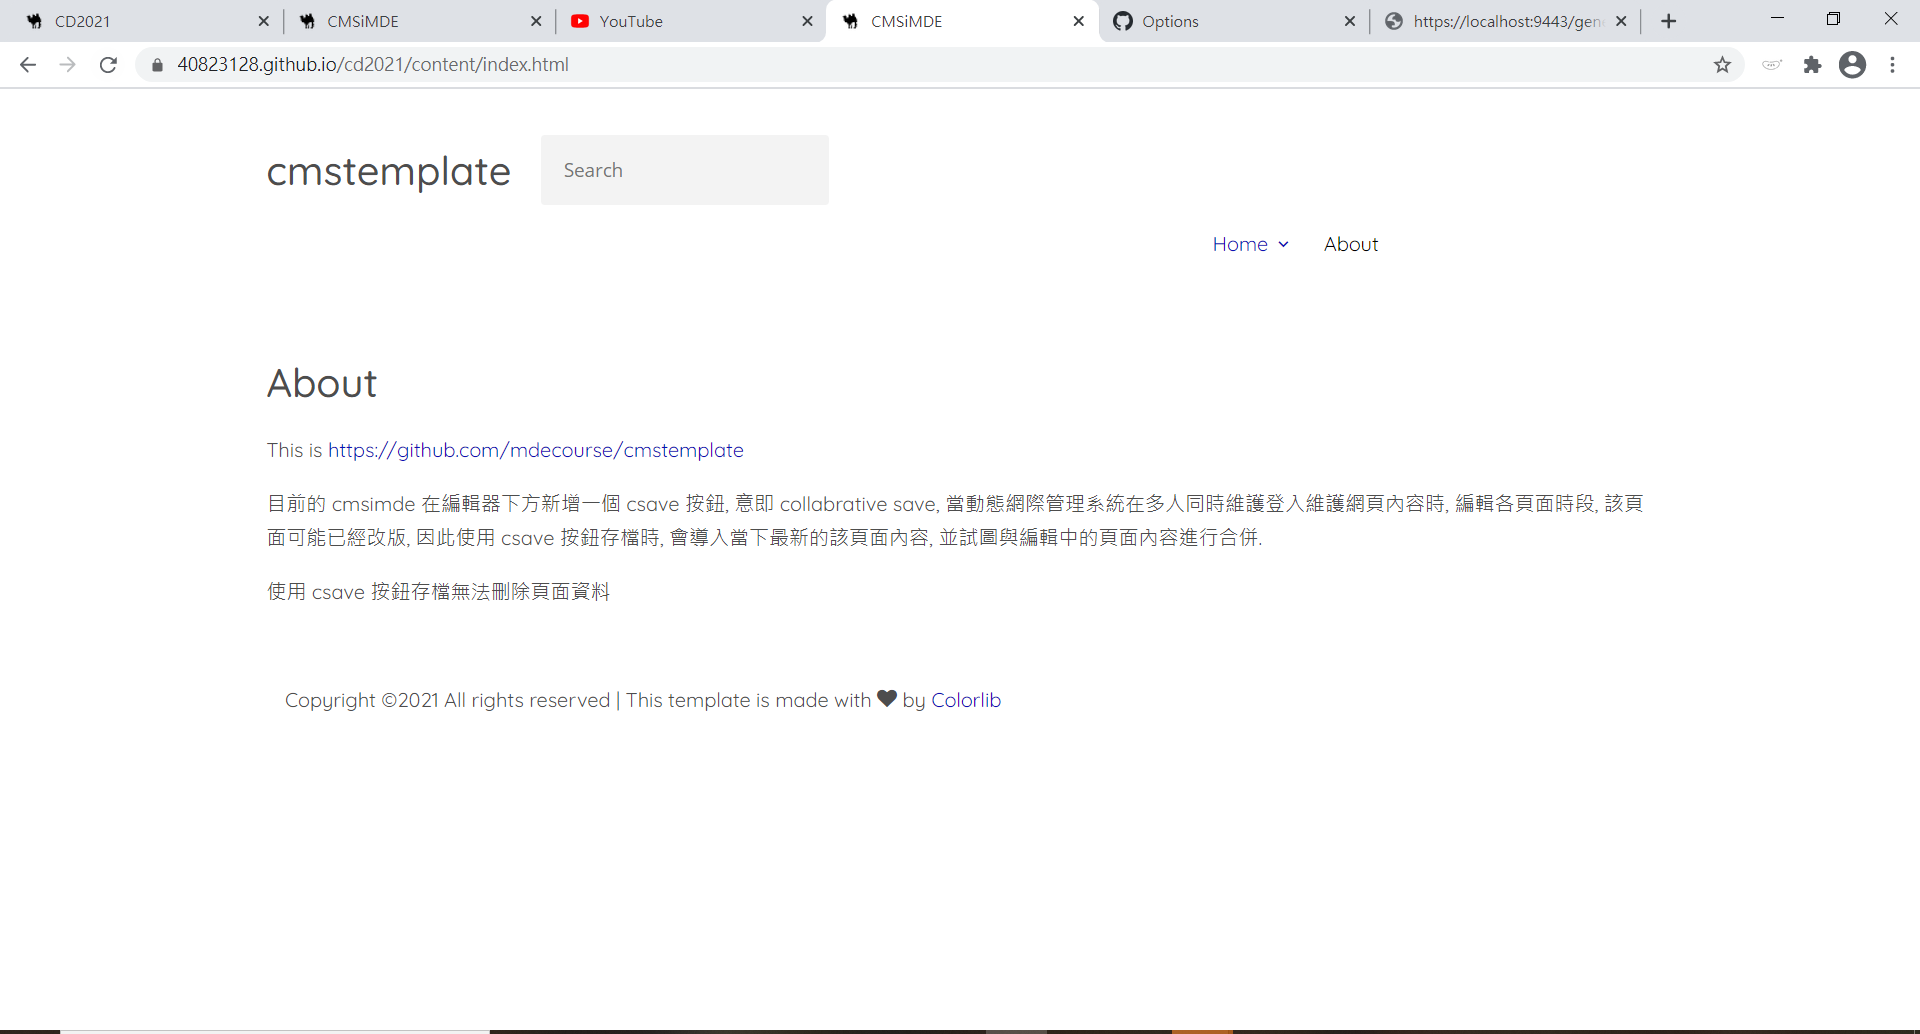 CD2021
CMSiMDE
YouTube
CMSiMDE
Options
https://localhost:9443/gen
40823128.github.io/cd2021/content/index.html
cmstemplate
Search
Home
About
About
This is https://github.com/mdecourse/cmstemplate
目前的 cmsimde 在編輯器下方新增一個 csave 按鈕, 意即 collabrative save, 當動態網際管理系統在多人同時維護登入維護網頁內容時, 編輯各頁面時段, 該頁
面可能已經改版, 因此使用 csave 按鈕存檔時, 會導入當下最新的該頁面內容, 並試圖與編輯中的頁面內容進行合併.
使用 csave 按鈕存檔無法刪除頁面資料
Copyright ©2021 All rights reserved | This template is made with ♥ by Colorlib